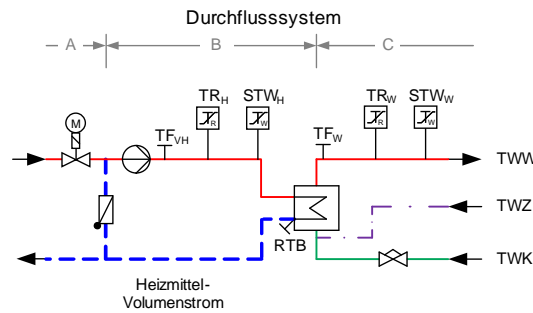 Durchflusssystem
A B C
TR_H STW_H TR_W STW_W
M
R W R W
TF_VH TF_W
TWW
TWZ
RTB
TWK
Heizmittel-
Volumenstrom